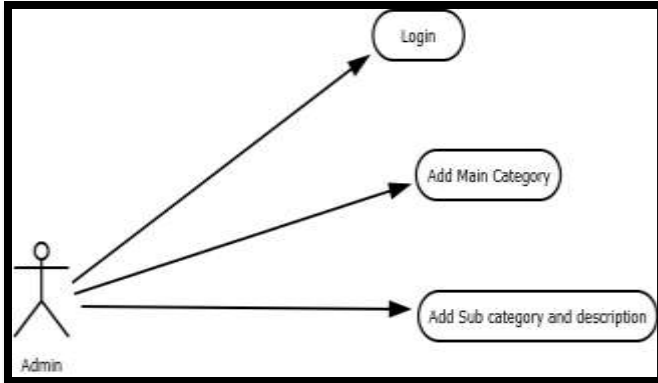 Login
Add Main Category
Add Sub category and description
Admin